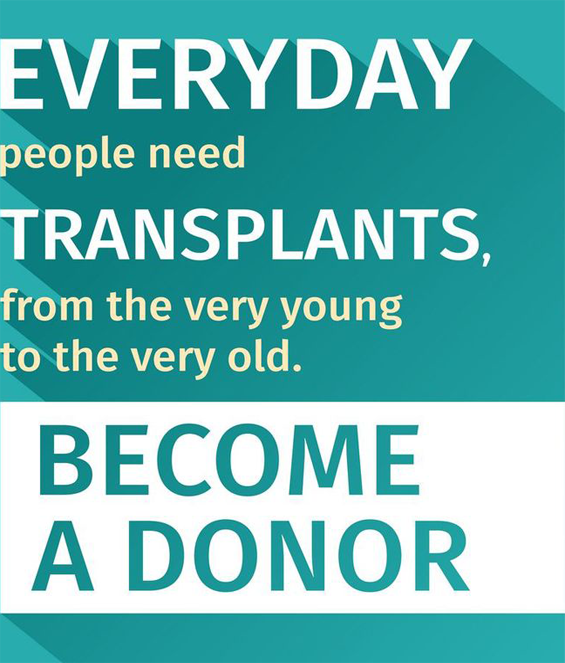 EVERYDAY
people need
TRANSPLANTS,
from the very young
to the very old.
BECOME
A DONOR